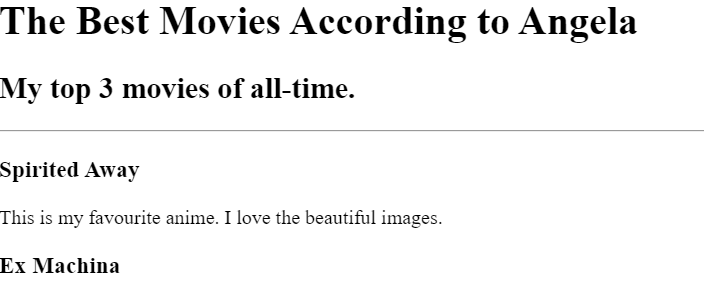 The Best Movies According to Angela
My top 3 movies of all-time.
Spirited Away
This is my favourite anime. I love the beautiful images.
Ex Machina